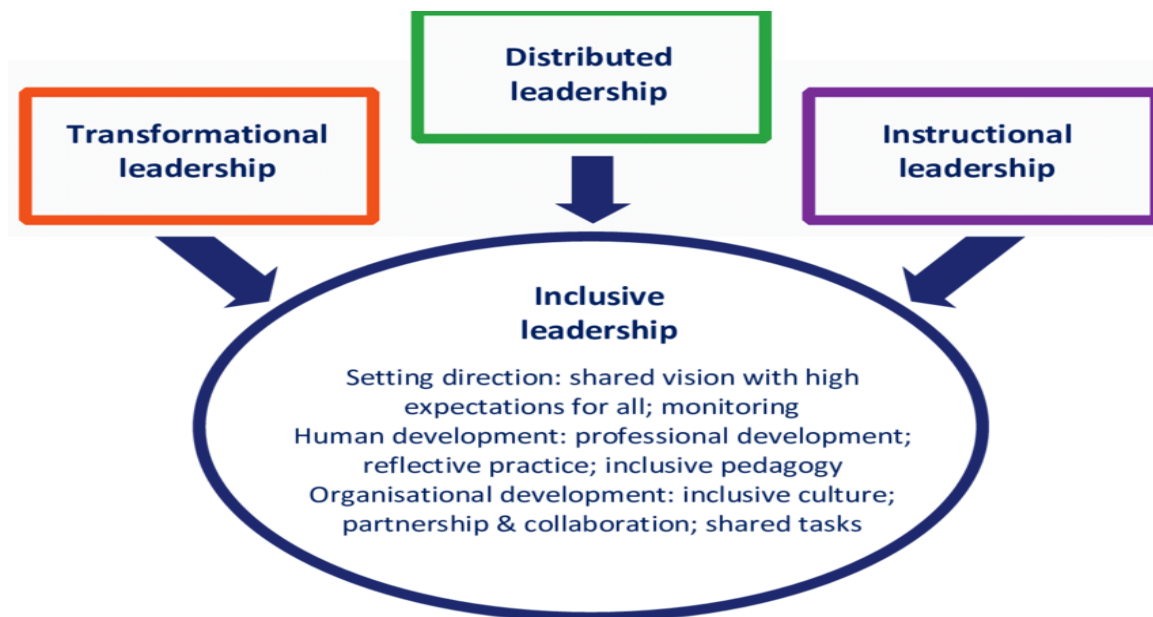 Distributed
leadership
Transformational
leadership
Instructional
leadership
Inclusive
leadership
Setting direction: shared vision with high
expectations for all; monitoring
Human development: professional development;
reflective practice; inclusive pedagogy
Organisational development: inclusive culture;
partnership & collaboration; shared tasks